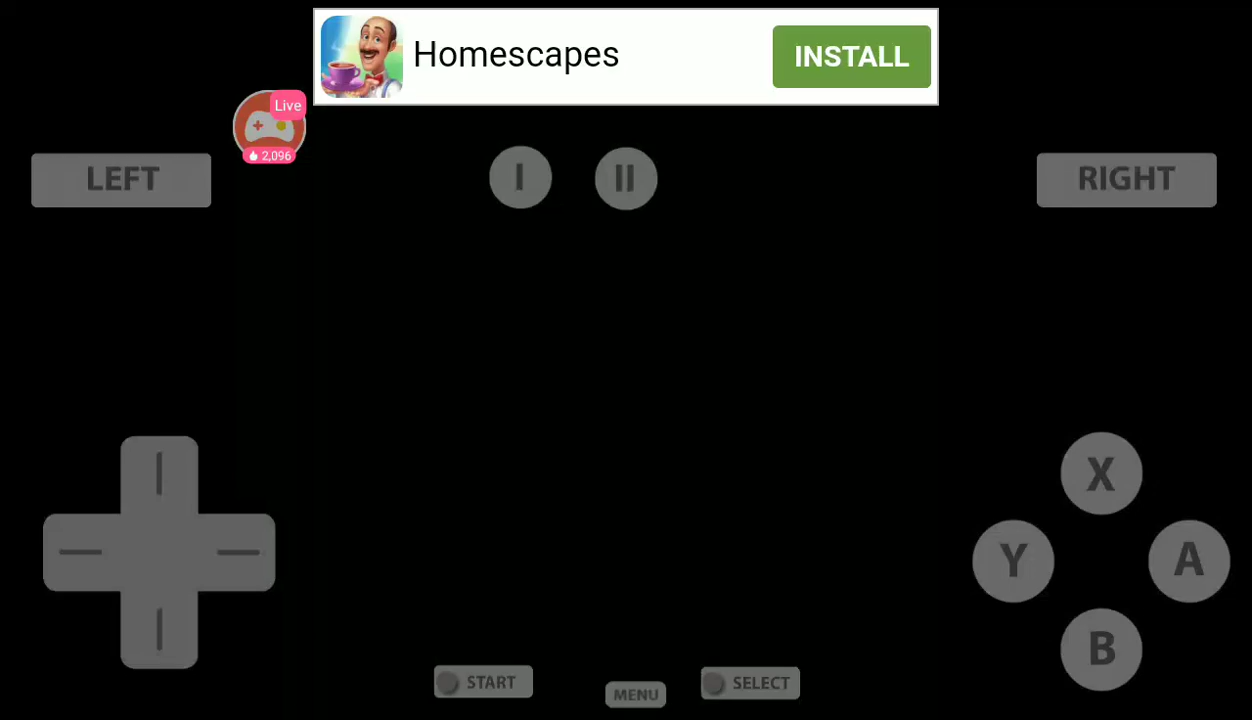 Homescapes
INSTALL
Live
2,096
LEFT
I
II
RIGHT
X
Y
A
B
START
MENU
SELECT